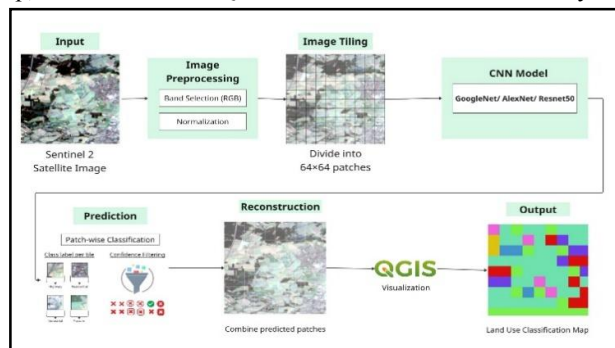 Input
Image
Preprocessing
Band Selection (RGB)
Normalization
Image Tiling
CNN Model
GoogleNet/ AlexNet/ Resnet50
Sentinel 2
Satellite Image
Divide into
64×64 patches
Prediction
Patch-wise Classification
Class label per tile
Confidence Filtering
Reconstruction
Combine predicted patches
QGIS
Visualization
Output
Land Use Classification Map